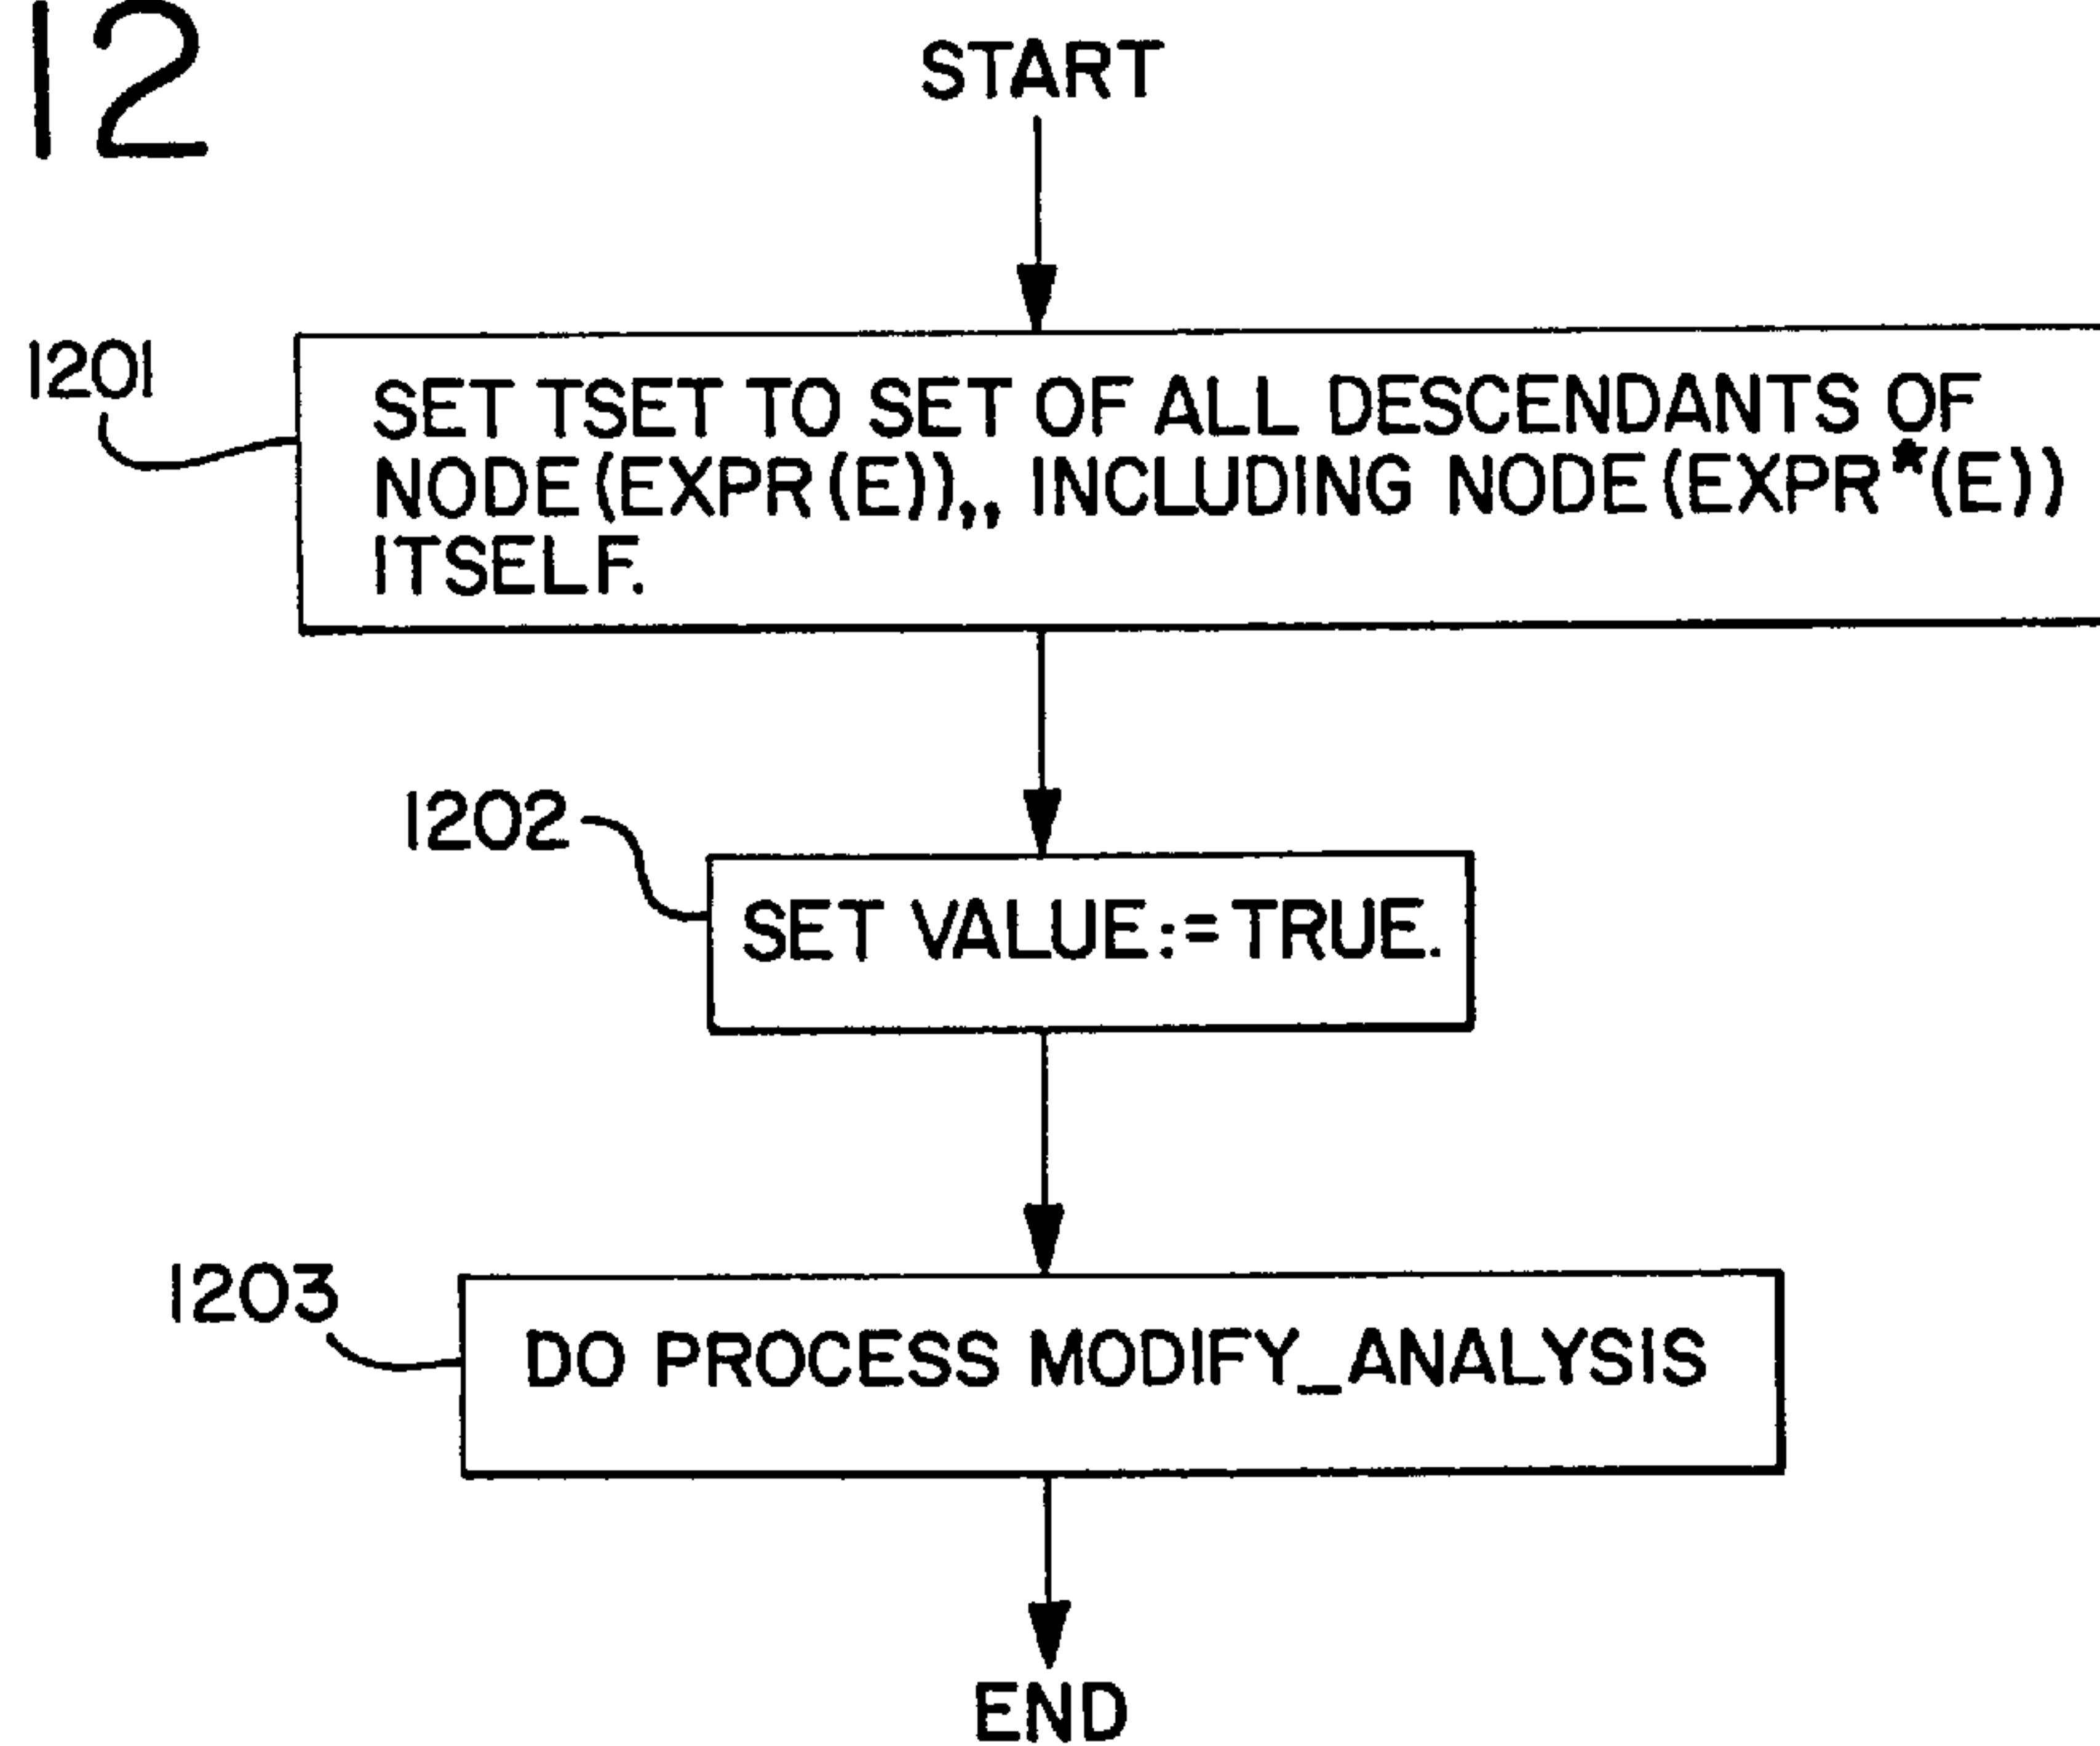 12
START
1201
SET TSET TO SET OF ALL DESCENDANTS OF
NODE(EXPR(E)),, INCLUDING NODE(EXPR*(E))
ITSELF.
1202
SET VALUE:=TRUE.
1203
DO PROCESS MODIFY_ANALYSIS
END